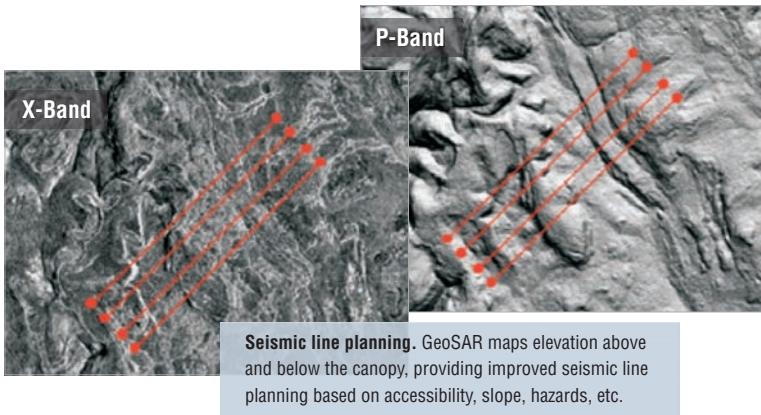 P-Band
X-Band
Seismic line planning. GeoSAR maps elevation above
and below the canopy, providing improved seismic line
planning based on accessibility, slope, hazards, etc.